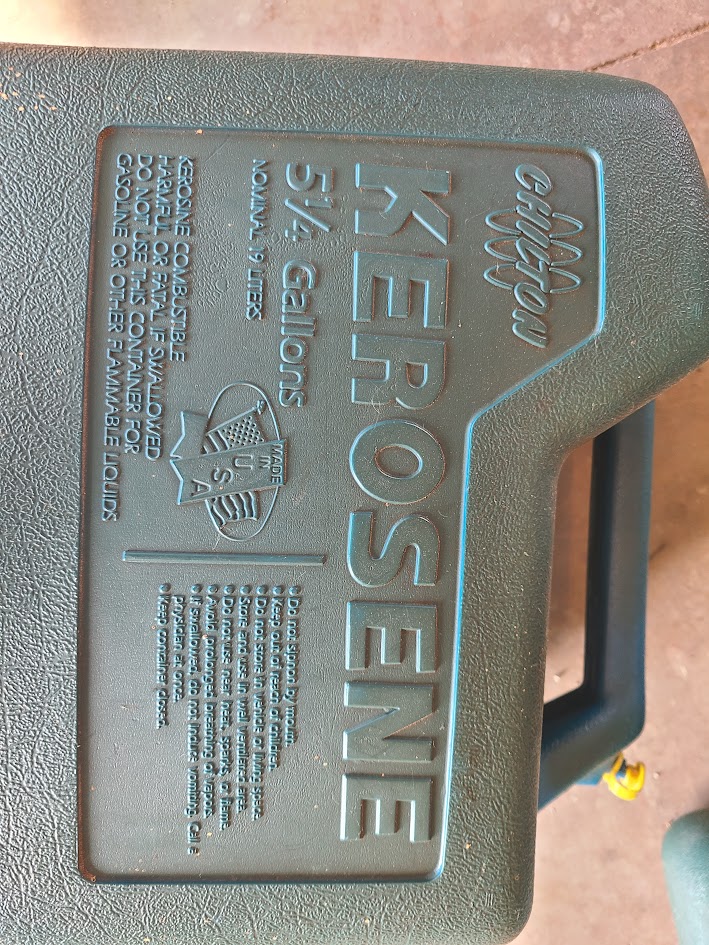 CHILTON
KEROSENE
5¼ Gallons
NOMINAL 19 LITERS
MADE
IN
U.S.A
KEROSINE COMBUSTIBLE
HARMFUL OR FATAL IF SWALLOWED
DO NOT USE THIS CONTAINER FOR
GASOLINE OR OTHER FLAMMABLE LIQUIDS
• Do not siphon by mouth.
• Keep out of reach of children.
• Do not store in vehicle or living space.
• Store and use in well ventilated area.
• Do not use near heat, sparks, or flame.
• Avoid prolonged breathing of vapors.
• If swallowed, do not induce vomiting. Call a
physician at once.
• Keep container closed.